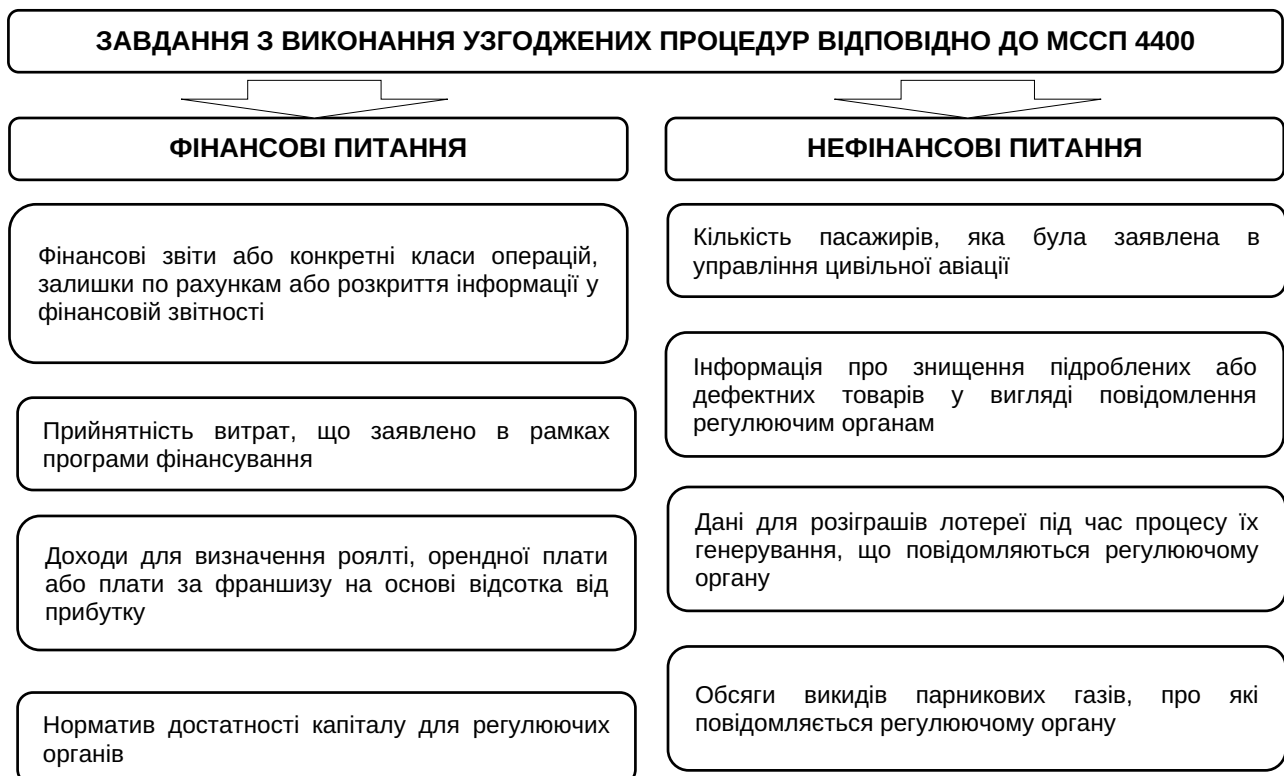 ЗАВДАННЯ З ВИКОНАННЯ УЗГОДЖЕНИХ ПРОЦЕДУР ВІДПОВІДНО ДО МССП 4400
ФІНАНСОВІ ПИТАННЯ
Фінансові звіти або конкретні класи операцій,
залишки по рахункам або розкриття інформації у
фінансовій звітності
Прийнятність витрат, що заявлено в рамках
програми фінансування
Доходи для визначення роялті, орендної плати
або плати за франшизу на основі відсотка від
прибутку
Норматив достатності капіталу для регулюючих
органів
НЕФІНАНСОВІ ПИТАННЯ
Кількість пасажирів, яка була заявлена в
управління цивільної авіації
Інформація про знищення підроблених або
дефектних товарів у вигляді повідомлення
регулюючим органам
Дані для розіграшів лотереї під час процесу їх
генерування, що повідомляються регулюючому
органу
Обсяги викидів парникових газів, про які
повідомляється регулюючому органу